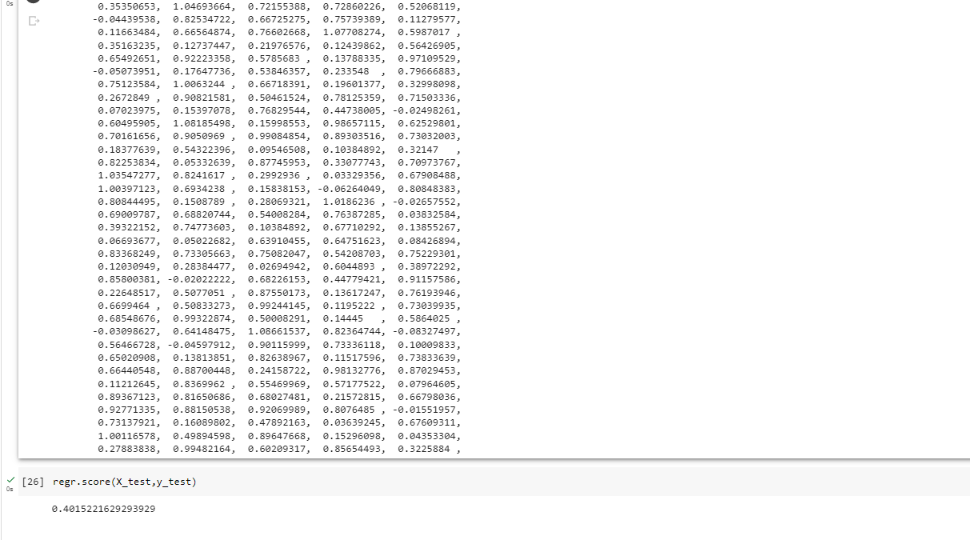 0s
0.35350653, 1.04693664, 0.72155388, 0.72860226, 0.52068119,
-0.04439538, 0.82534722, 0.66725275, 0.75739389, 0.11279577,
0.11663484, 0.66564874, 0.76602668, 1.07708274, 0.5987017 ,
0.35163235, 0.12737447, 0.21976576, 0.12439862, 0.56426905,
0.65492651, 0.92223358, 0.5785683 , 0.13788335, 0.97109529,
-0.05073951, 0.17647736, 0.53846357, 0.233548 , 0.79666883,
0.75123584, 1.0063244 , 0.66718391, 0.19601377, 0.32998098,
0.2672849 , 0.90821581, 0.50461524, 0.78125359, 0.71503336,
0.07023975, 0.15397078, 0.76829544, 0.44738005, -0.02498261,
0.60495905, 1.08185498, 0.15998553, 0.98657115, 0.62529801,
0.70161656, 0.9050969 , 0.99084854, 0.89303516, 0.73032003,
0.18377639, 0.54322396, 0.09546508, 0.10384892, 0.32147 ,
0.82253834, 0.05332639, 0.87745953, 0.33077743, 0.70973767,
1.03547277, 0.8241617 , 0.2992936 , 0.03329356, 0.67908488,
1.00397123, 0.6934238 , 0.15838153, -0.06264049, 0.80848383,
0.80844495, 0.1508789 , 0.28069321, 1.0186236 , -0.02657552,
0.69009787, 0.68820744, 0.54008284, 0.76387285, 0.03832584,
0.39322152, 0.74773603, 0.10384892, 0.67710292, 0.13855267,
0.06693677, 0.05022682, 0.63910455, 0.64751623, 0.08426894,
0.83368249, 0.73305663, 0.75082047, 0.54208703, 0.75229301,
0.12030949, 0.28384477, 0.02694942, 0.6044893 , 0.38972292,
0.85800381, -0.02022222, 0.68226153, 0.44779421, 0.91157586,
0.22648517, 0.5077051 , 0.87550173, 0.13617247, 0.76193946,
0.6699464 , 0.50833273, 0.99244145, 0.1195222 , 0.73039935,
0.68548676, 0.99322874, 0.50008291, 0.14445 , 0.5864025 ,
-0.03098627, 0.64148475, 1.08661537, 0.82364744, -0.08327497,
0.56466728, -0.04597912, 0.90115999, 0.73336118, 0.10009833,
0.65020908, 0.13813851, 0.82638967, 0.11517596, 0.73833639,
0.66440548, 0.88700448, 0.24158722, 0.98132776, 0.87029453,
0.11212645, 0.8369962 , 0.55469969, 0.57177522, 0.07964605,
0.89367123, 0.81650686, 0.68027481, 0.21572815, 0.66798036,
0.92771335, 0.88150538, 0.92069989, 0.8076485 , -0.01551957,
0.73137921, 0.16089802, 0.47892163, 0.03639245, 0.67609311,
1.00116578, 0.49894598, 0.89647668, 0.15296098, 0.04353304,
0.27883838, 0.99482164, 0.60209317, 0.85654493, 0.3225884 ,
[26] regr.score(X_test,y_test)
0s
0.4015221629293929